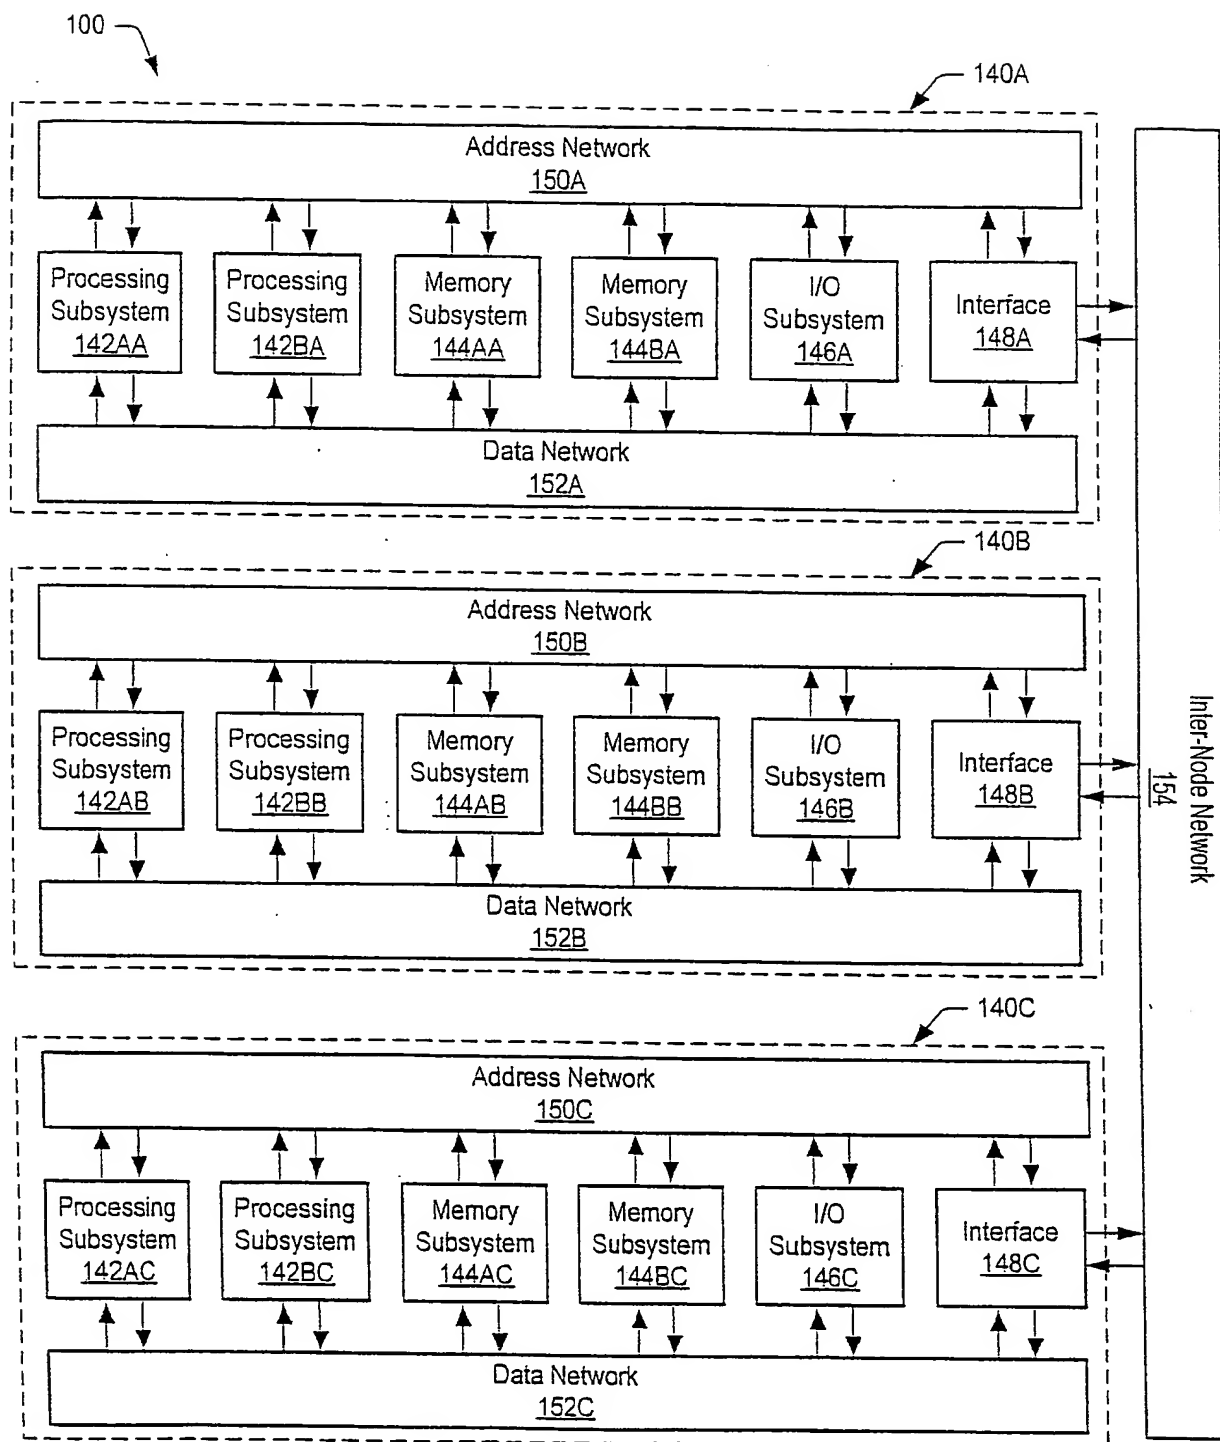 100
140A
Address Network
150A
Processing
Subsystem
142AA
Processing
Subsystem
142BA
Memory
Subsystem
144AA
Memory
Subsystem
144BA
I/O
Subsystem
146A
Interface
148A
Data Network
152A
140B
Address Network
150B
Processing
Subsystem
142AB
Processing
Subsystem
142BB
Memory
Subsystem
144AB
Memory
Subsystem
144BB
I/O
Subsystem
146B
Interface
148B
Data Network
152B
140C
Address Network
150C
Processing
Subsystem
142AC
Processing
Subsystem
142BC
Memory
Subsystem
144AC
Memory
Subsystem
144BC
I/O
Subsystem
146C
Interface
148C
Data Network
152C
Inter-Node Network
154